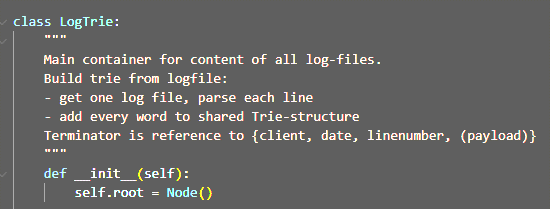 class LogTrie:
"""
Main container for content of all log-files.
Build trie from logfile:
- get one log file, parse each line
- add every word to shared Trie-structure
Terminator is reference to {client, date, linenumber, (payload)}
"""
def __init__(self):
self.root = Node()